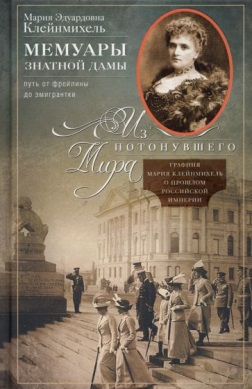 Мария Эдуардовна
Клейнмихель
МЕМУАРЫ
ЗНАТНОЙ ДАМЫ
ПУТЬ ОТ ФРЕЙЛИНЫ
ДО ЭМИГРАНТКИ
Из
ПОТОНУВШЕГО
Мира
ГРАФИНЯ
МАРИЯ КЛЕЙНМИХЕЛЬ
О ПРОШЛОМ
РОССИЙСКОЙ
ИМПЕРИИ